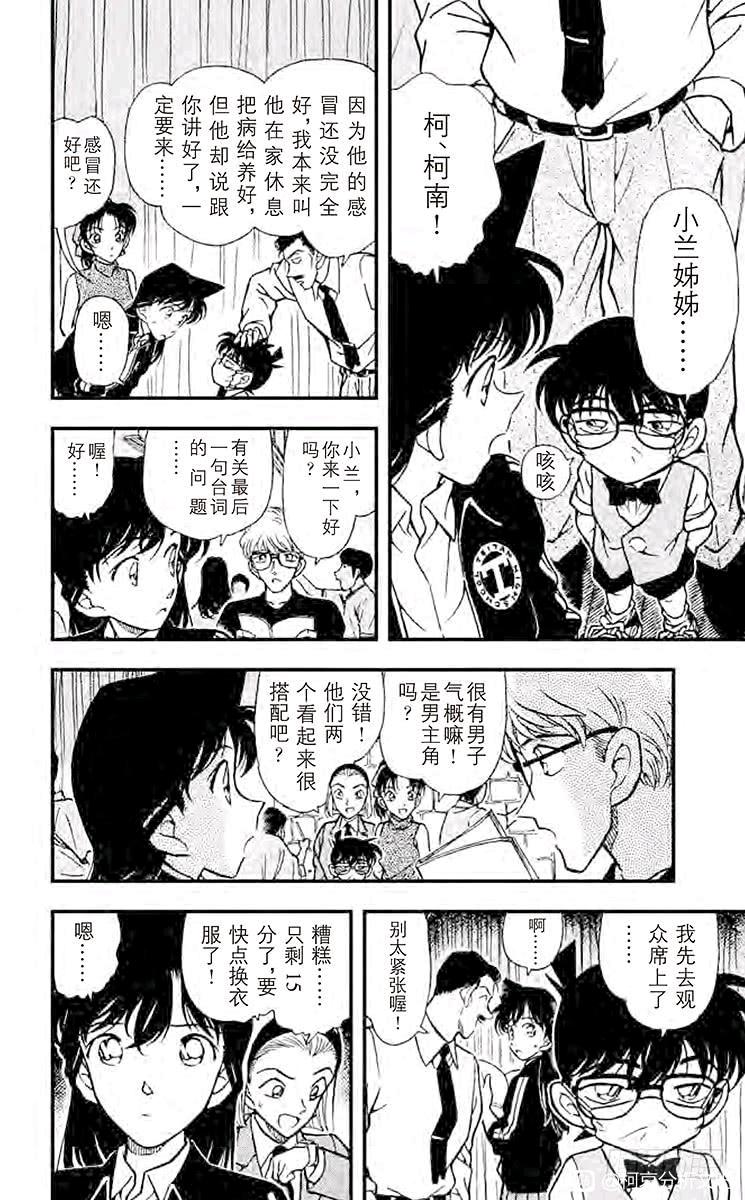 柯、柯南！
小兰姊姊……
咳咳
因为他的感
冒还没完全
好，我本来叫
他在家休息
把病给养好，
但他却说跟
你讲好了，一
定要来……
感冒还
好吧？
嗯……
小兰，
你来一下好
吗？
有关最后
一句台词
的问题
……
喔！
好……
很有男子
气概嘛！
是男主角
吗？
没错！
他们两
个看起来很
搭配吧？
我先去观
众席上了
……
啊……
别太紧张喔！
糟糕……
只剩15
分了，要
快点换衣
服了！
嗯……